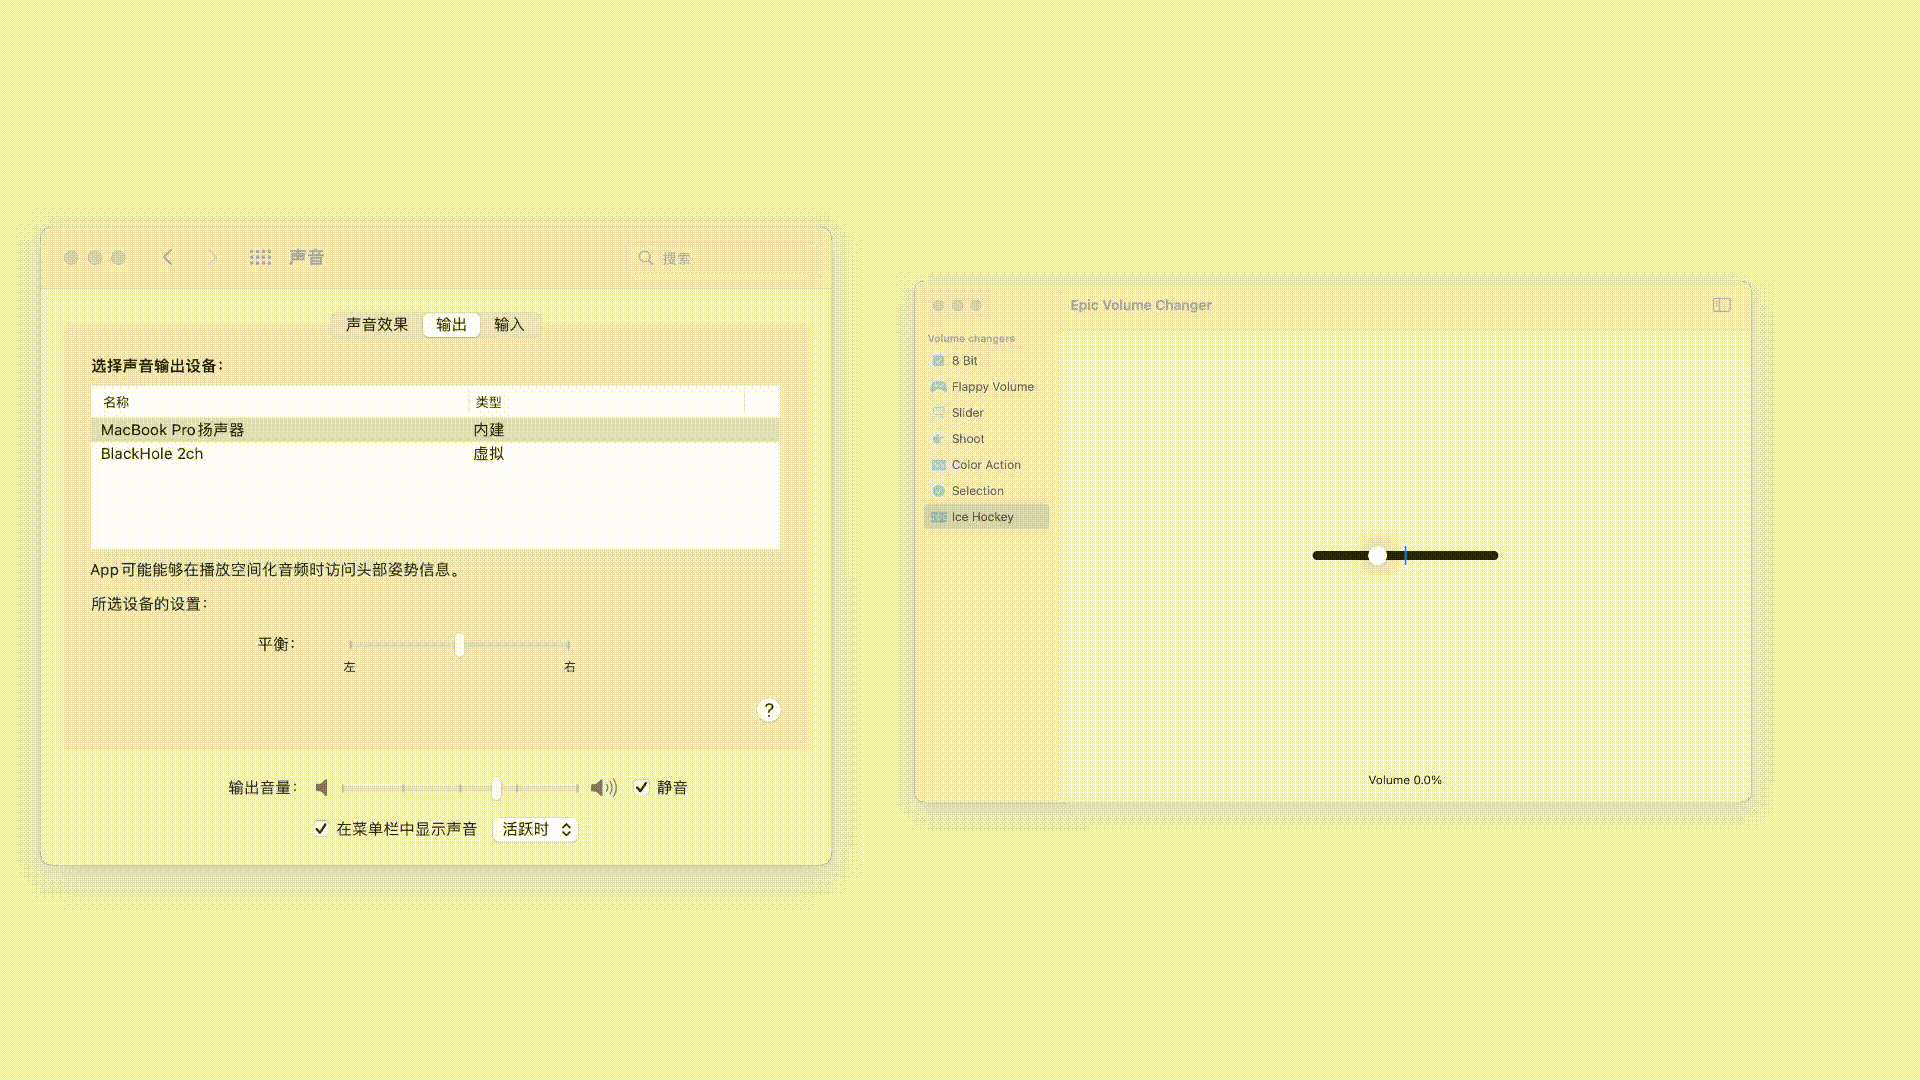 声音
搜索
声音效果 输出 输入
选择声音输出设备：
名称 类型
MacBook Pro扬声器 内建
BlackHole 2ch 虚拟
App可能能够在播放空间化音频时访问头部姿势信息。
所选设备的设置：
平衡：
左 右
?
输出音量： 静音
在菜单栏中显示声音 活跃时
Epic Volume Changer
Volume changers
8 Bit
Flappy Volume
Slider
Shoot
Color Action
Selection
Ice Hockey
Volume 0.0%